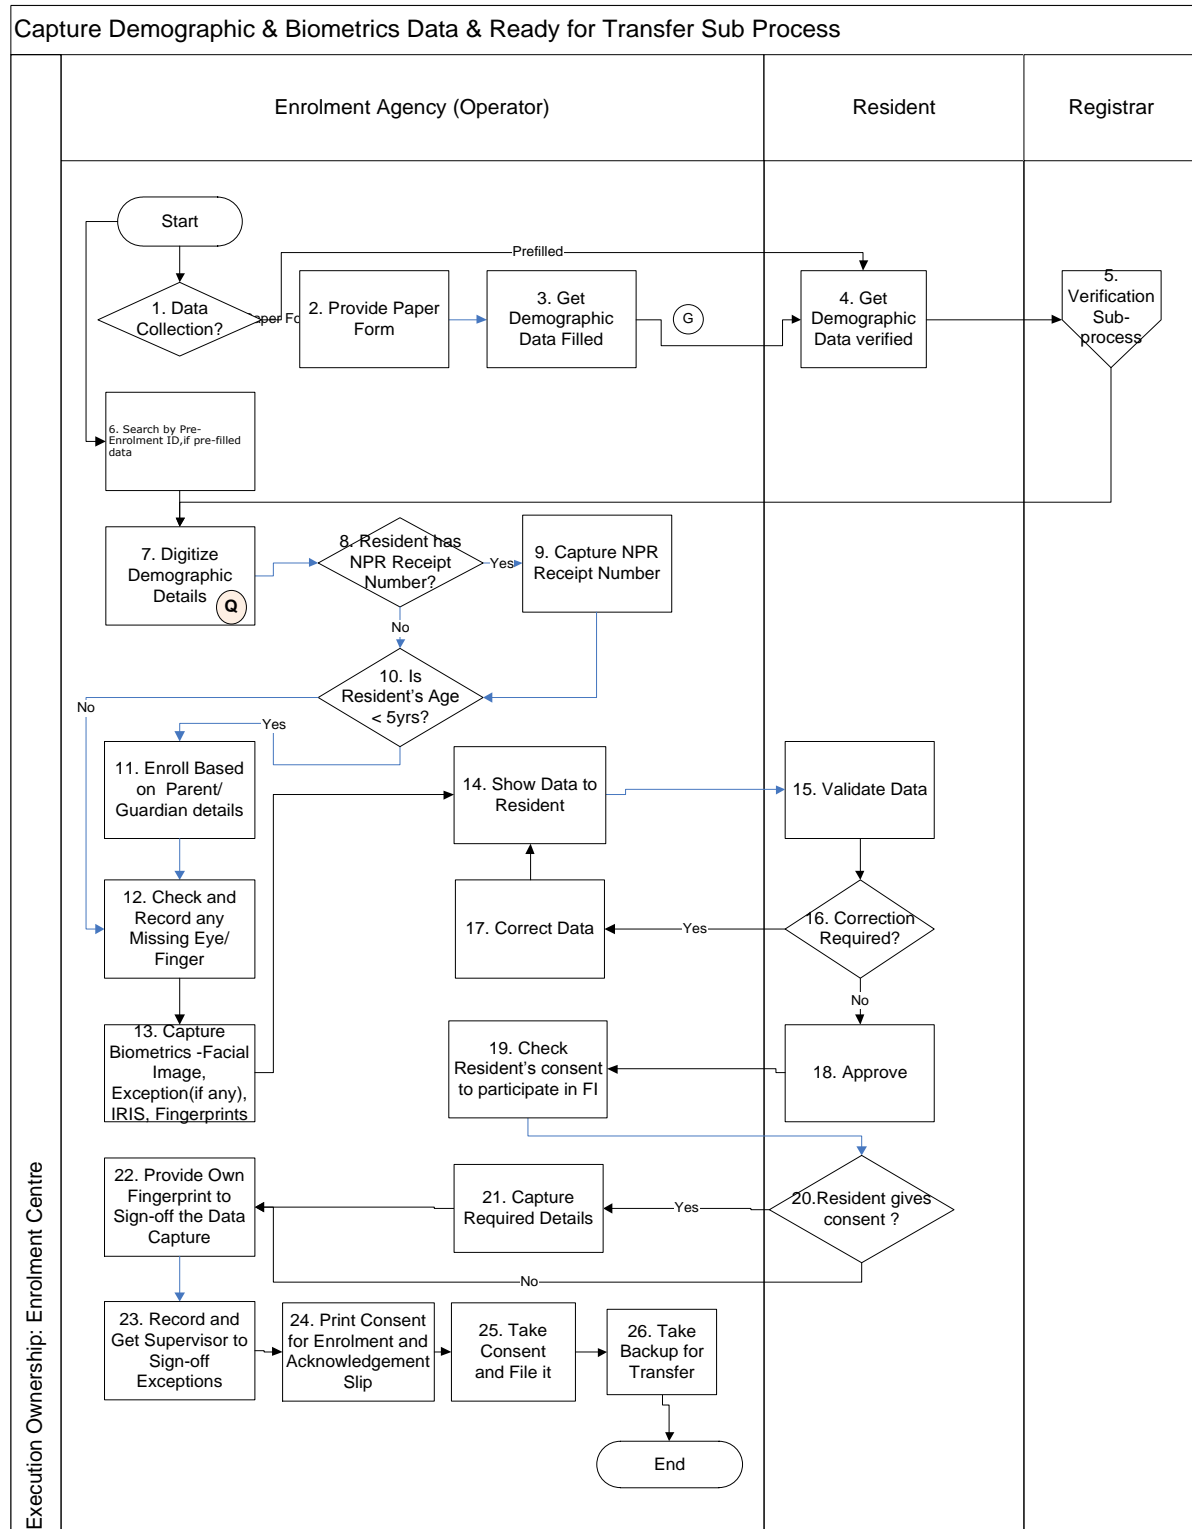 Capture Demographic & Biometrics Data & Ready for Transfer Sub Process
Enrolment Agency (Operator)
Resident
Registrar
Execution Ownership: Enrolment Centre
Start
Prefilled
1. Data
Collection?
2. Provide Paper
Form
3. Get
Demographic
Data Filled
G
4. Get
Demographic
Data verified
5.
Verification
Sub-
process
6. Search by Pre-
Enrolment ID,if pre-filled
data
7. Digitize
Demographic
Details
Q
8. Resident has
NPR Receipt
Number?
Yes
9. Capture NPR
Receipt Number
No
10. Is
Resident's Age
< 5yrs?
No
Yes
11. Enroll Based
on Parent/
Guardian details
14. Show Data to
Resident
15. Validate Data
12. Check and
Record any
Missing Eye/
Finger
17. Correct Data
Yes
16. Correction
Required?
No
13. Capture
Biometrics -Facial
Image,
Exception(if any),
IRIS, Fingerprints
19. Check
Resident's consent
to participate in FI
18. Approve
22. Provide Own
Fingerprint to
Sign-off the Data
Capture
21. Capture
Required Details
Yes
20.Resident gives
consent ?
No
23. Record and
Get Supervisor to
Sign-off
Exceptions
24. Print Consent
for Enrolment and
Acknowledgement
Slip
25. Take
Consent
and File it
26. Take
Backup for
Transfer
End